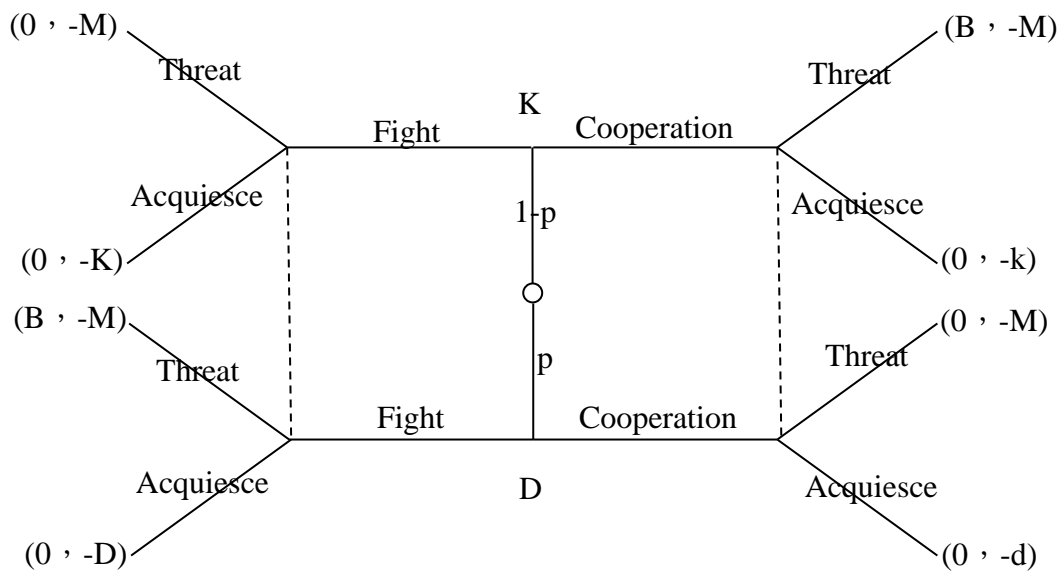 (0，-M)
(B，-M)
Threat
Threat
K
Fight
Cooperation
Acquiesce
Acquiesce
1-p
(0，-K)
(0，-k)
(B，-M)
(0，-M)
Threat
p
Threat
Fight
Cooperation
Acquiesce
D
Acquiesce
(0，-D)
(0，-d)